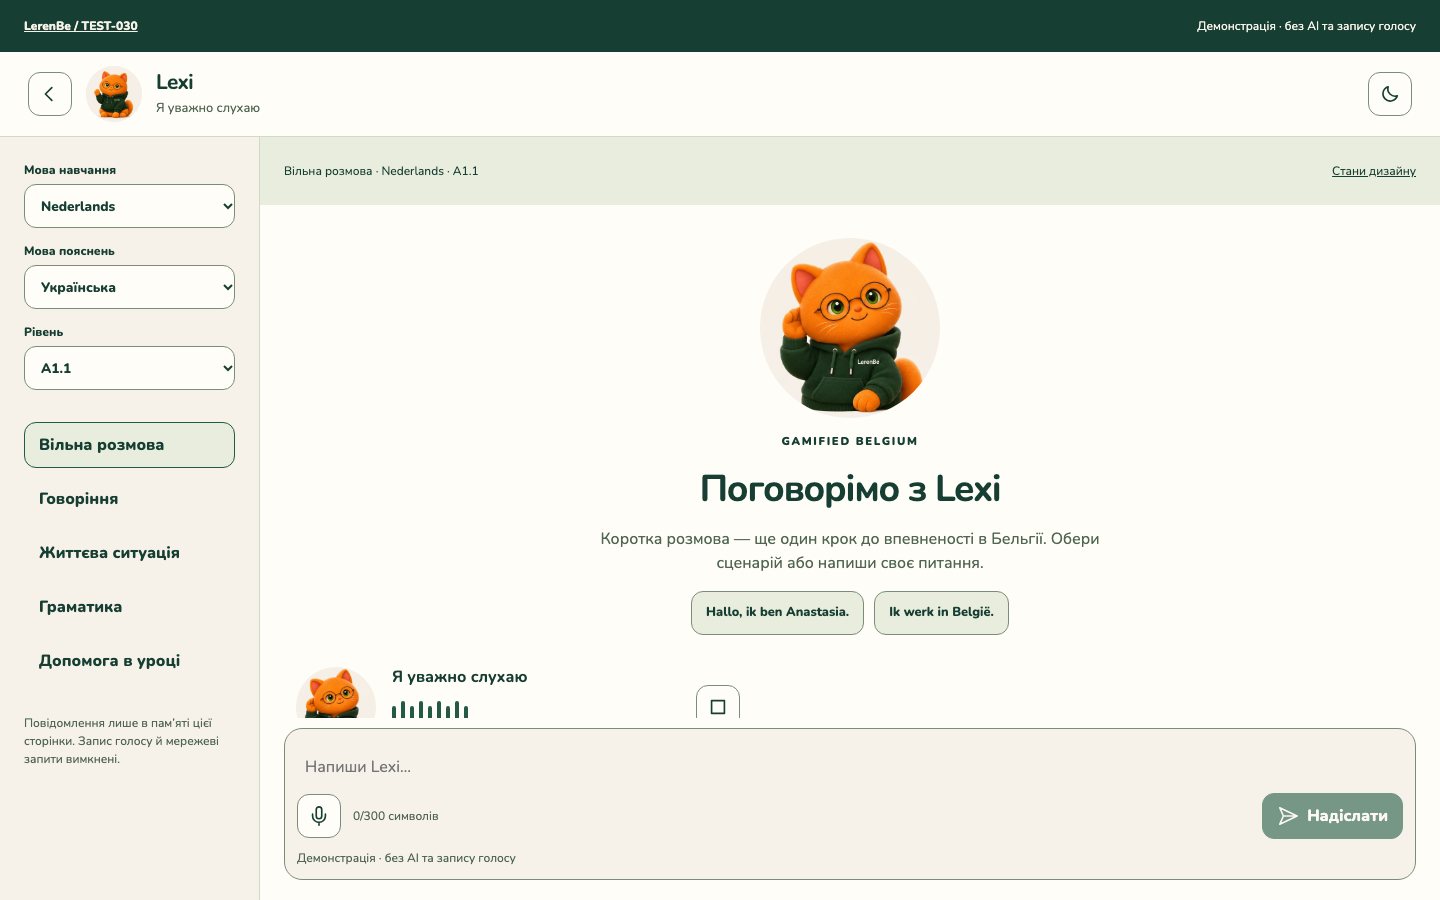 LerenBe / TEST-030
Демонстрація · без AI та запису голосу
Lexi
Я уважно слухаю
Мова навчання
Nederlands
Мова пояснень
Українська
Рівень
A1.1
Вільна розмова
Говоріння
Життєва ситуація
Граматика
Допомога в уроці
Повідомлення лише в пам’яті цієї
сторінки. Запис голосу й мережеві
запити вимкнені.
Вільна розмова · Nederlands · A1.1
Стани дизайну
LerenBe
GAMIFIED BELGIUM
Поговорімо з Lexi
Коротка розмова — ще один крок до впевненості в Бельгії. Обери
сценарій або напиши своє питання.
Hallo, ik ben Anastasia.
Ik werk in België.
Я уважно слухаю
Напиши Lexi...
0/300 символів
Надіслати
Демонстрація · без AI та запису голосу